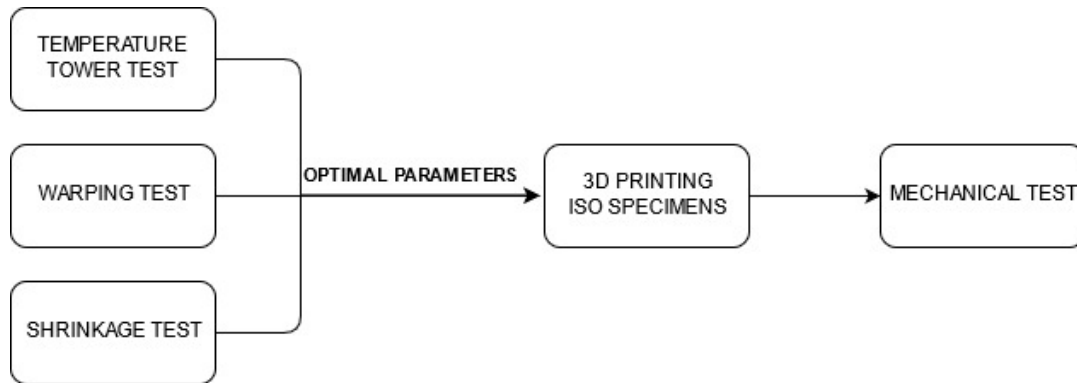 TEMPERATURE
TOWER TEST
WARPING TEST
SHRINKAGE TEST
OPTIMAL PARAMETERS
3D PRINTING
ISO SPECIMENS
MECHANICAL TEST